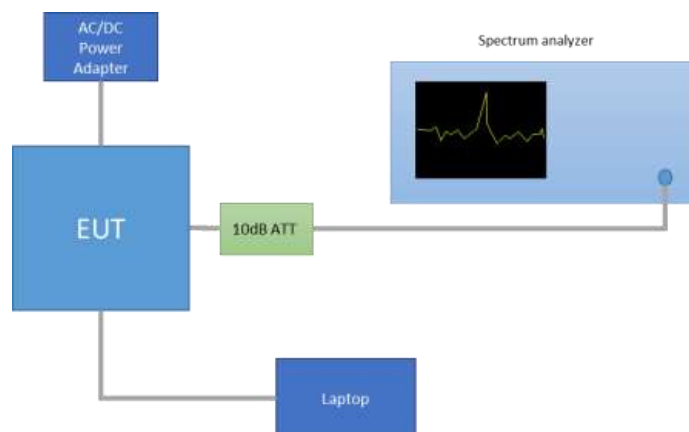 AC/DC
Power
Adapter
Spectrum analyzer
EUT
10dB ATT
Laptop